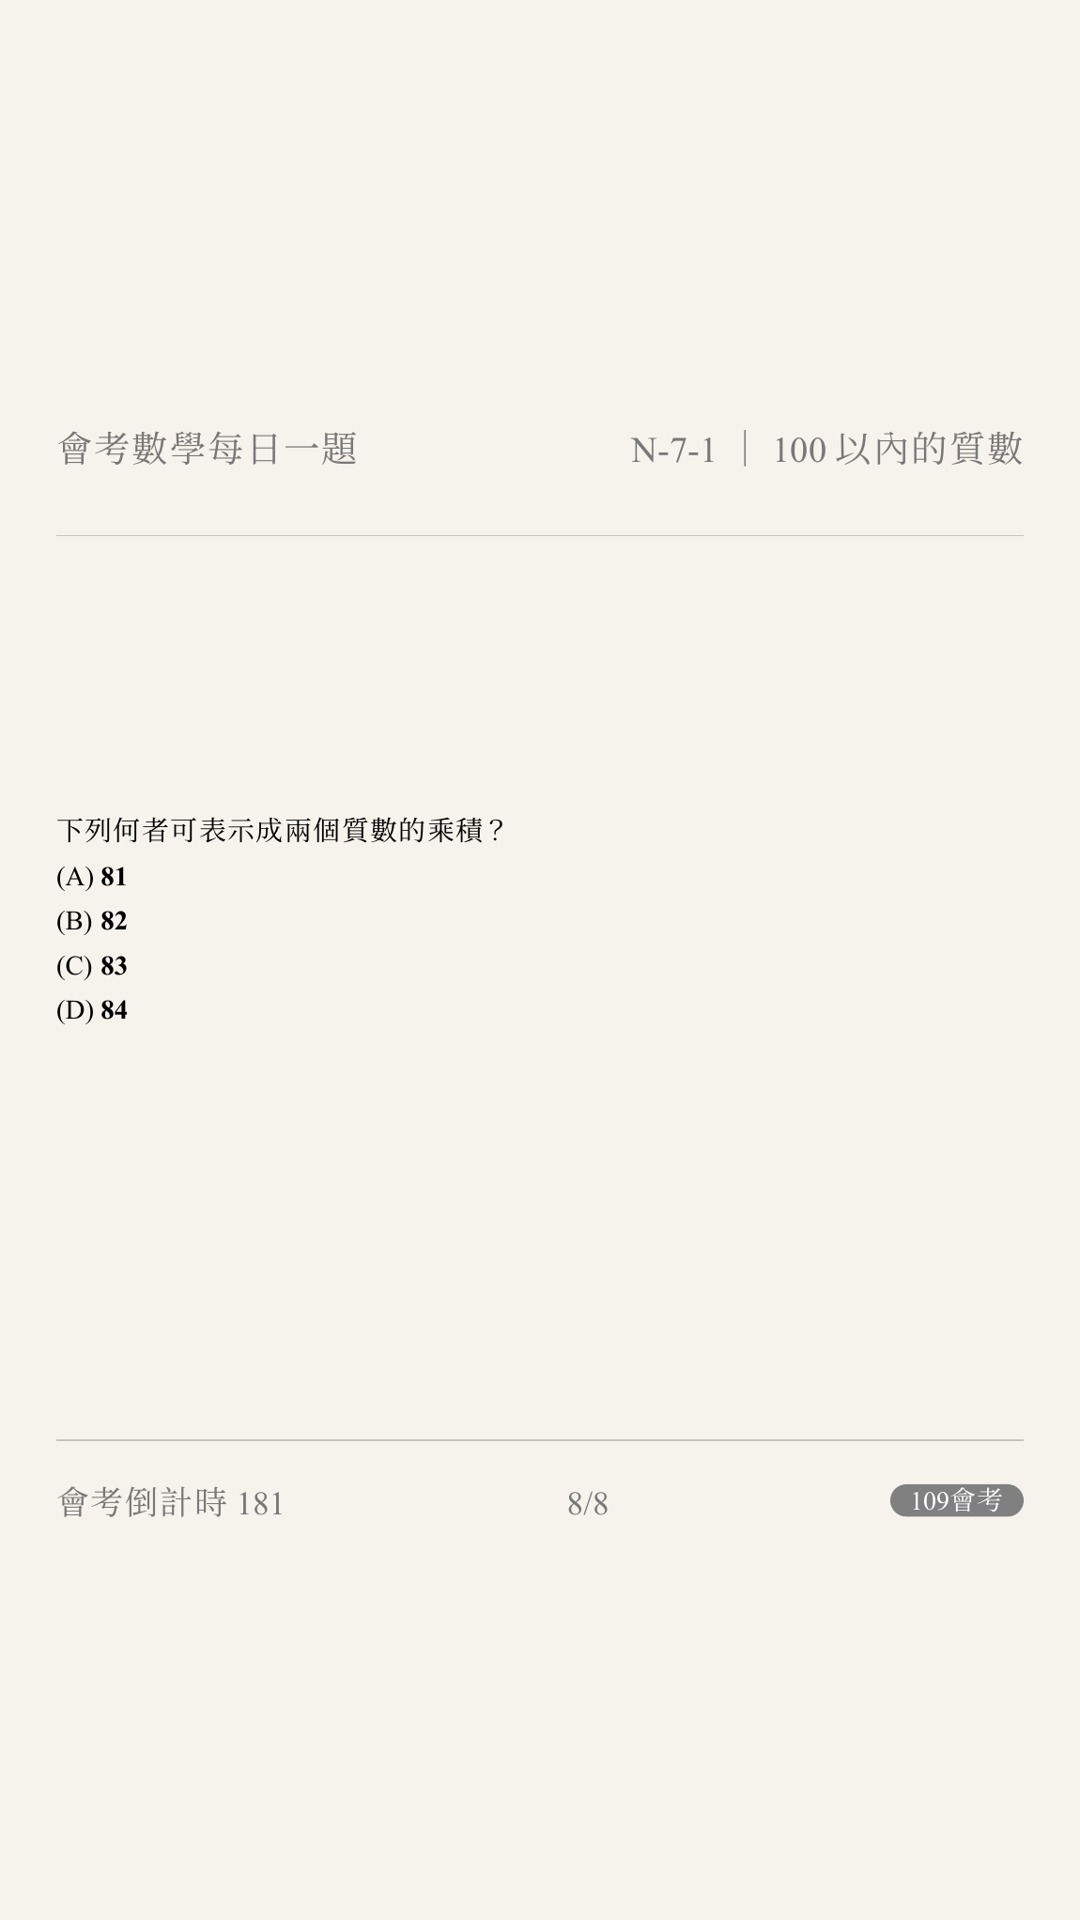 會考數學每日一題
N-7-1｜100 以內的質數
下列何者可表示成兩個質數的乘積？
(A) 81
(B) 82
(C) 83
(D) 84
會考倒計時 181
8/8
109會考